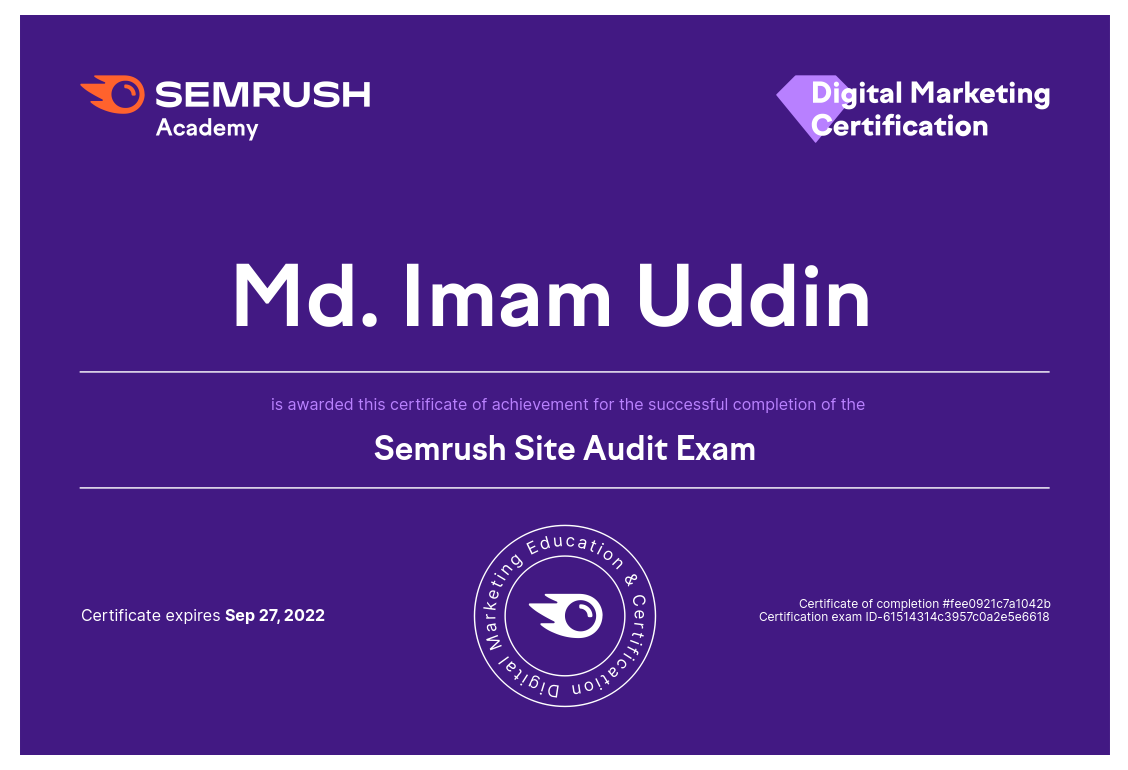 SEMRUSH
Academy
Digital Marketing
Certification
Md. Imam Uddin
is awarded this certificate of achievement for the successful completion of the
Semrush Site Audit Exam
Certificate expires Sep 27, 2022
Digital Marketing Education & Certification
Certificate of completion #fee0921c7a1042b
Certification exam ID-61514314c3957c0a2e5e6618